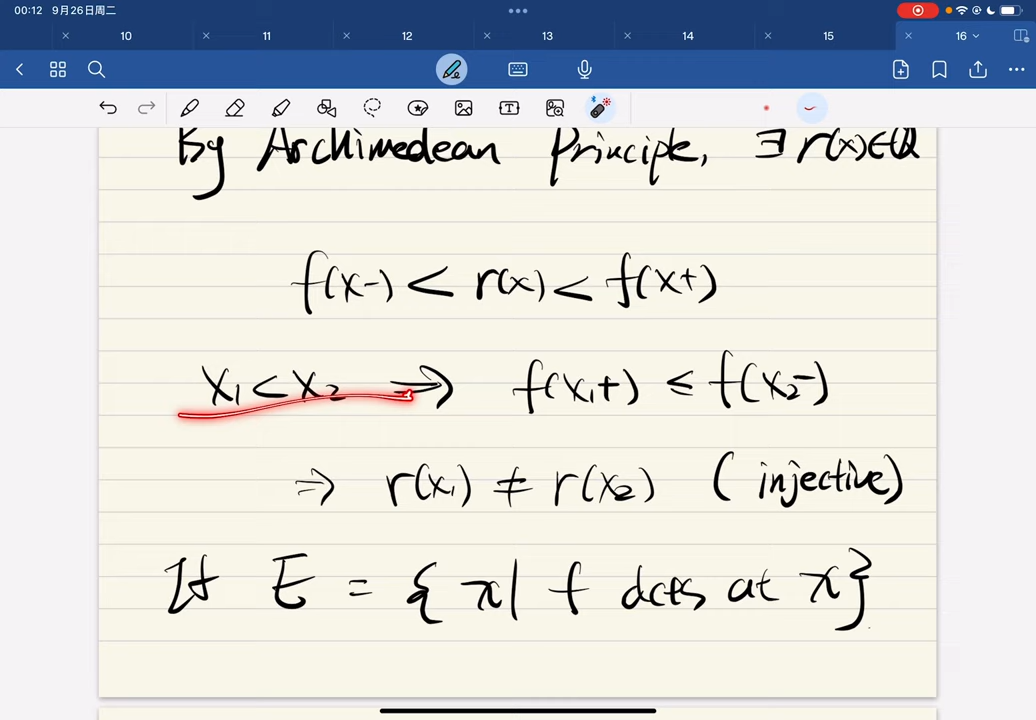 00:12 9月26日周二
10 11 12 13 14 15 16
By Archimedean Principle, ∃ r(x)∈Q
f(x-) < r(x) < f(x+)
x₁ < x₂ ⇒ f(x₁+) ≤ f(x₂-)
⇒ r(x₁) ≠ r(x₂) (injective)
If E = { x | f dcts at x}